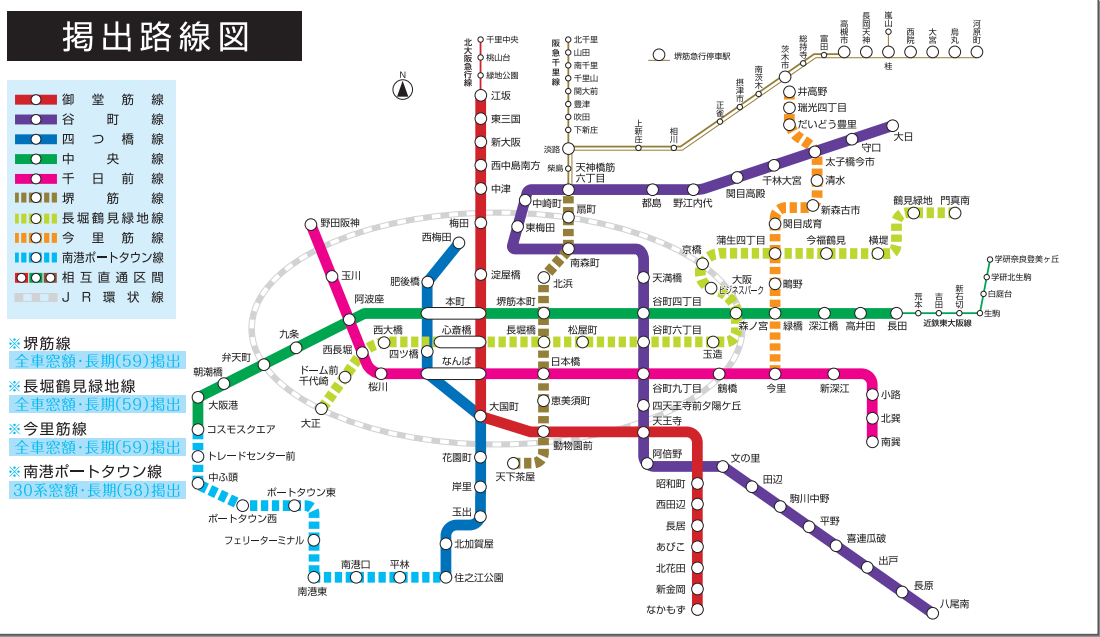 掲出路線図
御堂筋線
谷町線
四つ橋線
中央線
千日前線
堺筋線
長堀鶴見緑地線
今里筋線
南港ポートタウン線
相互直通区間
JR環状線
※堺筋線
全車窓額・長期(59)掲出
※長堀鶴見緑地線
全車窓額・長期(59)掲出
※今里筋線
全車窓額・長期(59)掲出
※南港ポートタウン線
30系窓額・長期(58)掲出
N
北大阪急行線
千里中央
桃山台
緑地公園
江坂
東三国
新大阪
西中島南方
中津
梅田
淀屋橋
本町
心斎橋
なんば
大国町
動物園前
天王寺
昭和町
西田辺
長居
あびこ
北花田
新金岡
なかもず
阪急千里線
北千里
山田
南千里
千里山
関大前
豊津
吹田
下新庄
淡路
柴島
天神橋筋
六丁目
扇町
南森町
北浜
堺筋本町
長堀橋
日本橋
恵美須町
天下茶屋
堺筋急行停車駅
上新庄
相川
正雀
摂津市
南茨木
茨木市
総持寺
富田
高槻市
長岡天神
嵐山
桂
西院
大宮
烏丸
河原町
井高野
瑞光四丁目
だいどう豊里
太子橋今市
清水
新森古市
関目成育
蒲生四丁目
鴫野
緑橋
今里
大日
守口
千林大宮
関目高殿
野江内代
都島
中崎町
東梅田
天満橋
谷町四丁目
谷町六丁目
谷町九丁目
四天王寺前夕陽ケ丘
阿倍野
文の里
田辺
駒川中野
平野
喜連瓜破
出戸
長原
八尾南
西梅田
肥後橋
四ツ橋
花園町
岸里
玉出
北加賀屋
住之江公園
野田阪神
玉川
阿波座
西長堀
桜川
鶴橋
新深江
小路
北巽
南巽
門真南
鶴見緑地
横堤
今福鶴見
京橋
大阪
ビジネスパーク
森ノ宮
玉造
松屋町
西大橋
ドーム前
千代崎
大正
深江橋
高井田
長田
荒本
吉田
新石切
生駒
近鉄東大阪線
白庭台
学研北生駒
学研奈良登美ヶ丘
九条
弁天町
朝潮橋
大阪港
コスモスクエア
トレードセンター前
中ふ頭
ポートタウン西
ポートタウン東
フェリーターミナル
南港東
南港口
平林